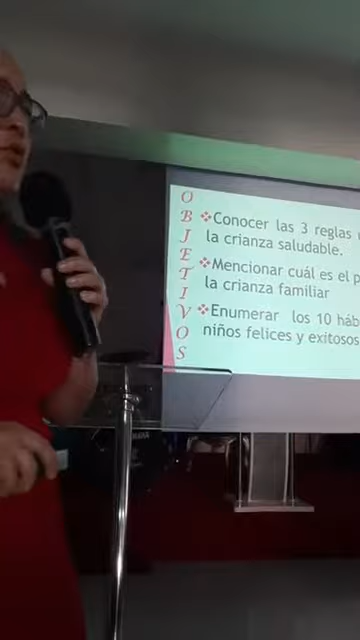 OBJETIVOS
Conocer las 3 reglas
la crianza saludable.
Mencionar cuál es el
la crianza familiar
Enumerar los 10
niños felices y exitosos
YAMAHA